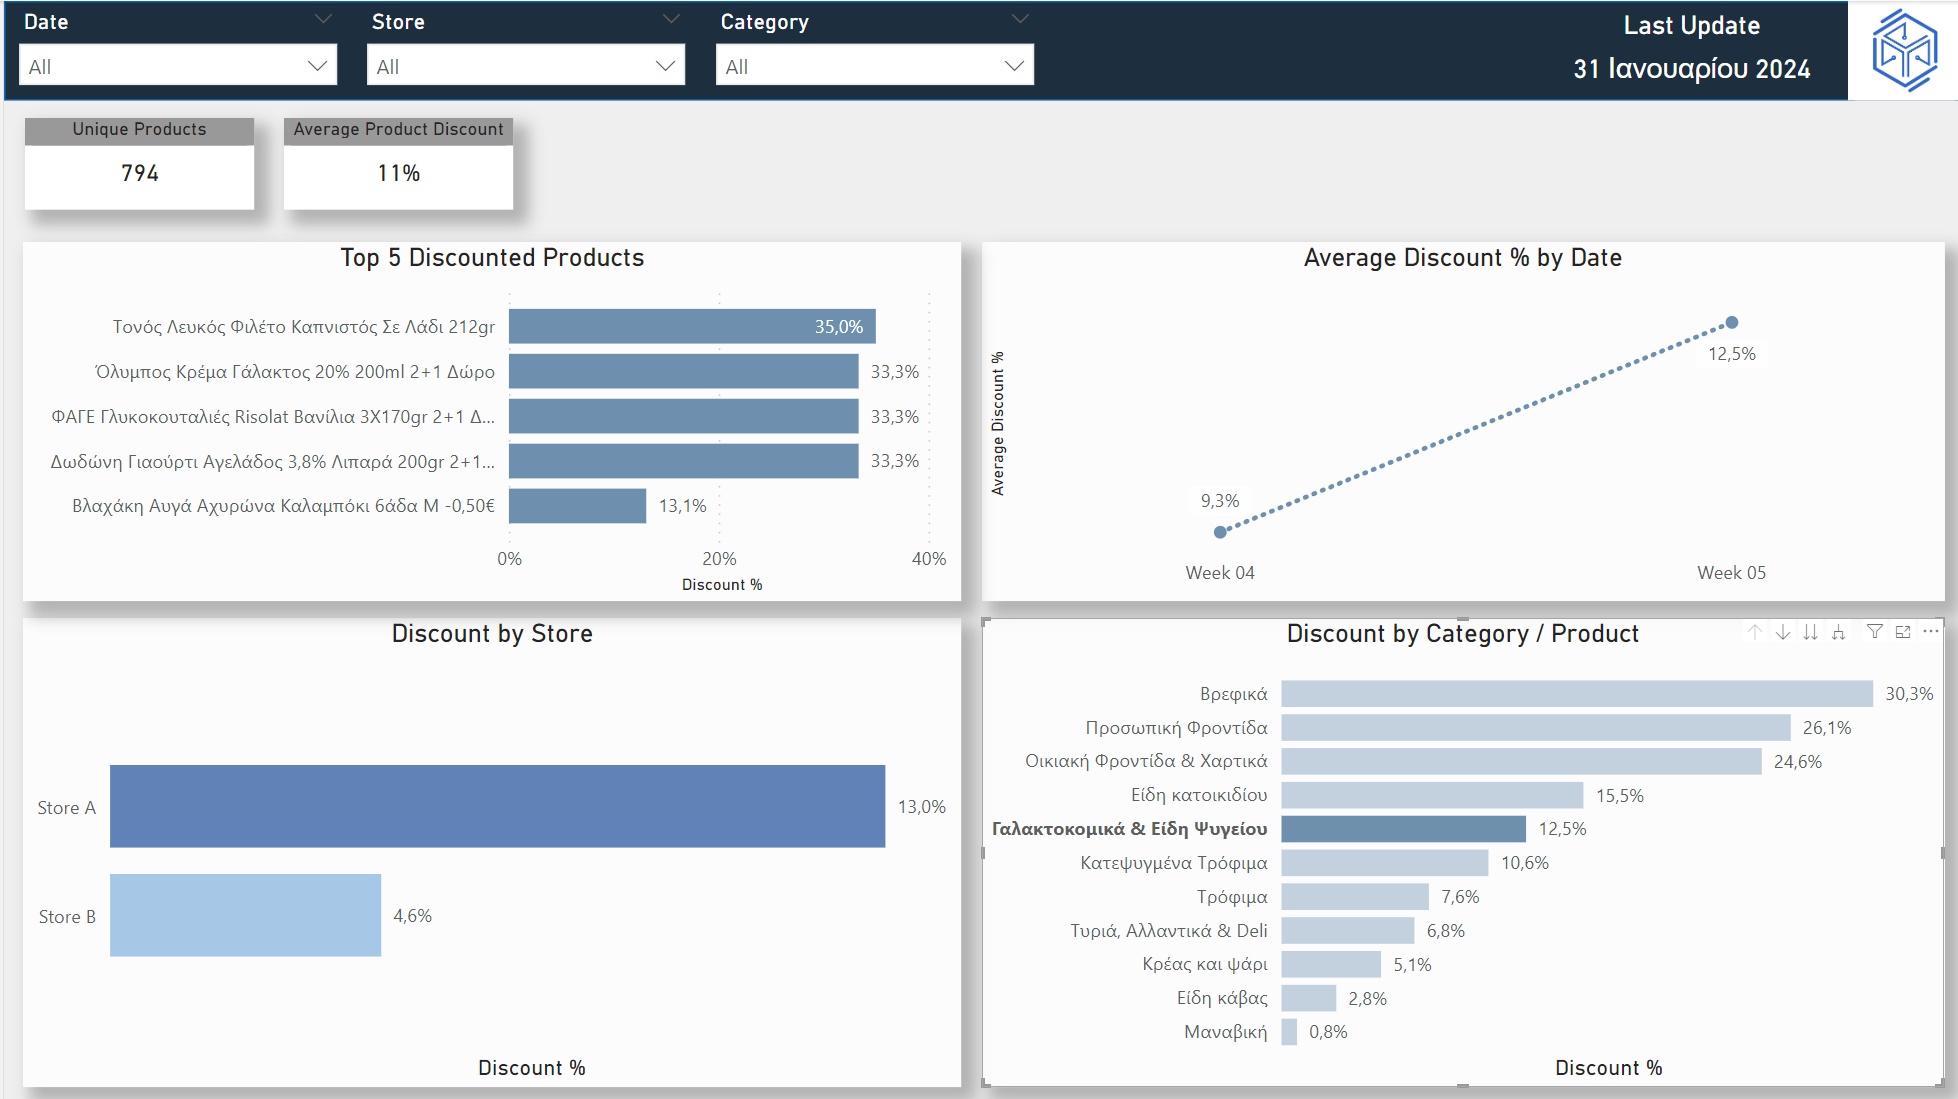 Date
Store
Category
All
All
All
Last Update
31 Ιανουαρίου 2024
Unique Products
794
Average Product Discount
11%
Top 5 Discounted Products
Τονός Λευκός Φιλέτο Καπνιστός Σε Λάδι 212gr
35,0%
Όλυμπος Κρέμα Γάλακτος 20% 200ml 2+1 Δώρο
33,3%
ΦΑΓΕ Γλυκοκουταλιές Risolat Βανίλια 3X170gr 2+1 Δ...
33,3%
Δωδώνη Γιαούρτι Αγελάδος 3,8% Λιπαρά 200gr 2+1...
33,3%
Βλαχάκη Αυγά Αχυρώνα Καλαμπόκι 6άδα Μ -0,50€
13,1%
0%
20%
40%
Discount %
Average Discount % by Date
Average Discount %
12,5%
9,3%
Week 04
Week 05
Discount by Store
Store A
13,0%
Store B
4,6%
Discount %
Discount by Category / Product
Βρεφικά
30,3%
Προσωπική Φροντίδα
26,1%
Οικιακή Φροντίδα & Χαρτικά
24,6%
Είδη κατοικιδίου
15,5%
Γαλακτοκομικά & Είδη Ψυγείου
12,5%
Κατεψυγμένα Τρόφιμα
10,6%
Τρόφιμα
7,6%
Τυριά, Αλλαντικά & Deli
6,8%
Κρέας και ψάρι
5,1%
Είδη κάβας
2,8%
Μαναβική
0,8%
Discount %